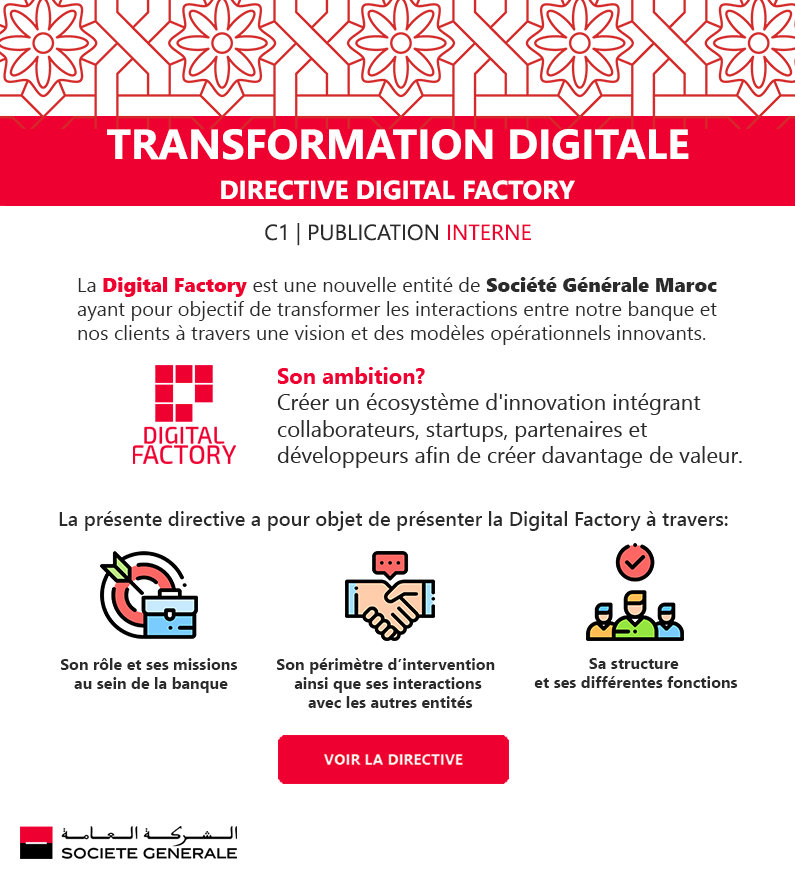 TRANSFORMATION DIGITALE
DIRECTIVE DIGITAL FACTORY
C1 | PUBLICATION INTERNE
La Digital Factory est une nouvelle entité de Société Générale Maroc
ayant pour objectif de transformer les interactions entre notre banque et
nos clients à travers une vision et des modèles opérationnels innovants.
DIGITAL
FACTORY
Son ambition?
Créer un écosystème d'innovation intégrant
collaborateurs, startups, partenaires et
développeurs afin de créer davantage de valeur.
La présente directive a pour objet de présenter la Digital Factory à travers:
Son rôle et ses missions
au sein de la banque
Son périmètre d’intervention
ainsi que ses interactions
avec les autres entités
Sa structure
et ses différentes fonctions
VOIR LA DIRECTIVE
الـشـركـة الـعـامـة
SOCIETE GENERALE